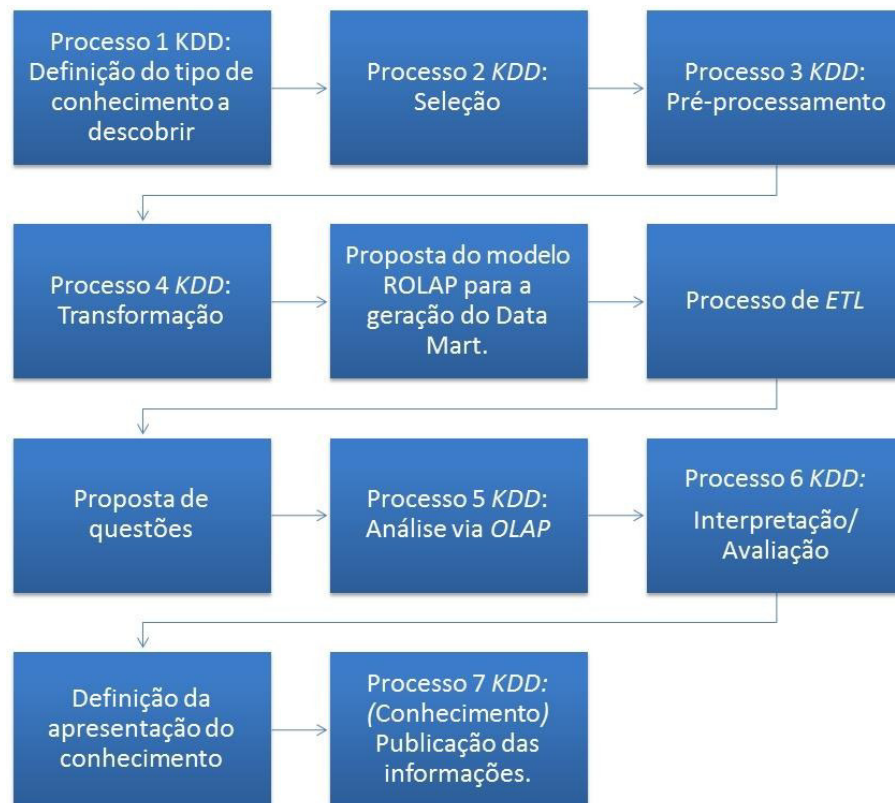 Processo 1 KDD:
Definição do tipo de
conhecimento a
descobrir
Processo 2 KDD:
Seleção
Processo 3 KDD:
Pré-processamento
Processo 4 KDD:
Transformação
Proposta do modelo
ROLAP para a
geração do Data
Mart.
Processo de ETL
Proposta de
questões
Processo 5 KDD:
Análise via OLAP
Processo 6 KDD:
Interpretação/
Avaliação
Definição da
apresentação do
conhecimento
Processo 7 KDD:
(Conhecimento)
Publicação das
informações.